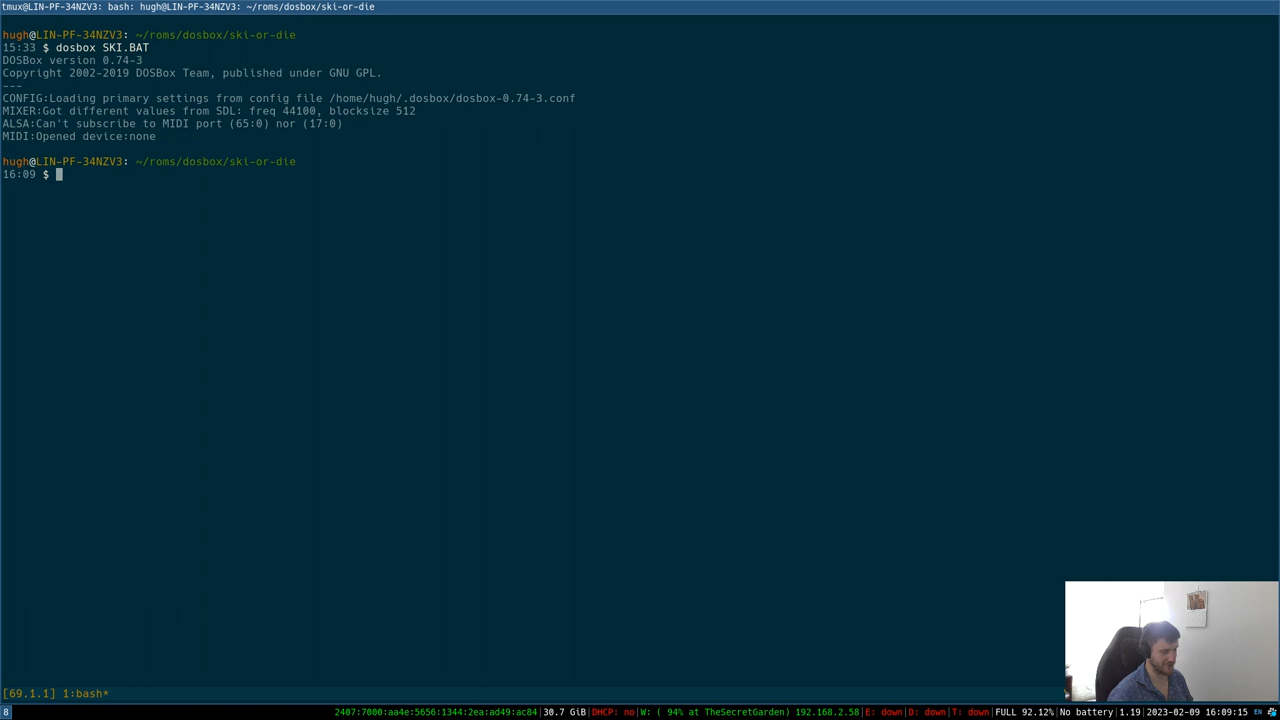 tmux@LIN-PF-34NZV3: bash: hugh@LIN-PF-34NZV3: ~/roms/dosbox/ski-or-die
hugh@LIN-PF-34NZV3: ~/roms/dosbox/ski-or-die
15:33 $ dosbox SKI.BAT
DOSBox version 0.74-3
Copyright 2002-2019 DOSBox Team, published under GNU GPL.
---
CONFIG:Loading primary settings from config file /home/hugh/.dosbox/dosbox-0.74-3.conf
MIXER:Got different values from SDL: freq 44100, blocksize 512
ALSA:Can't subscribe to MIDI port (65:0) nor (17:0)
MIDI:Opened device:none
hugh@LIN-PF-34NZV3: ~/roms/dosbox/ski-or-die
16:09 $
[69.1.1] 1:bash*
8 2407:7000:aa4e:5656:1344:2ea:ad49:ac84|30.7 GiB|DHCP: no|W: ( 94% at TheSecretGarden) 192.168.2.58|E: down|D: down|T: down|FULL 92.12%|No battery|1.19|2023-02-09 16:09:15 EN